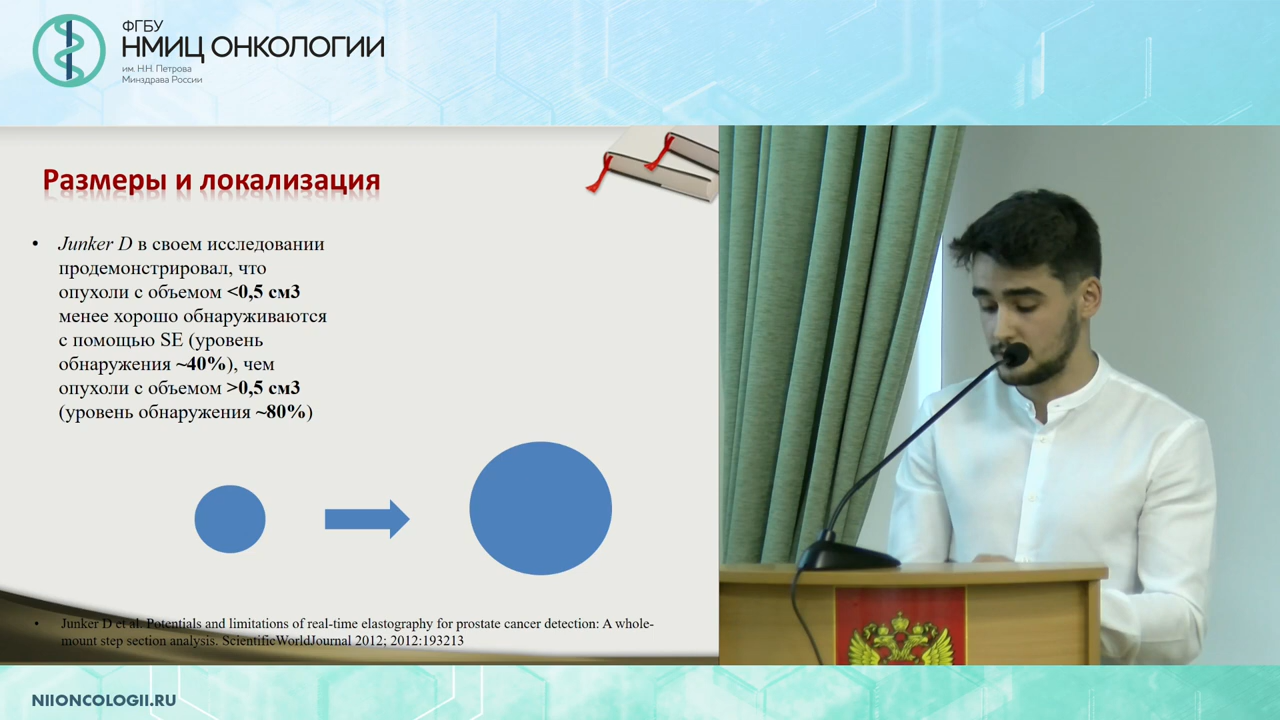 ФГБУ
НМИЦ ОНКОЛОГИИ
им. Н.Н. Петрова
Минздрава России
Размеры и локализация
• Junker D в своем исследовании
продемонстрировал, что
опухоли с объемом <0,5 см3
менее хорошо обнаруживаются
с помощью SE (уровень
обнаружения ~40%), чем
опухоли с объемом >0,5 см3
(уровень обнаружения ~80%)
• Junker D et al. Potentials and limitations of real-time elastography for prostate cancer detection: A whole-
mount step section analysis. ScientificWorldJournal 2012; 2012:193213
NIIONCOLOGII.RU